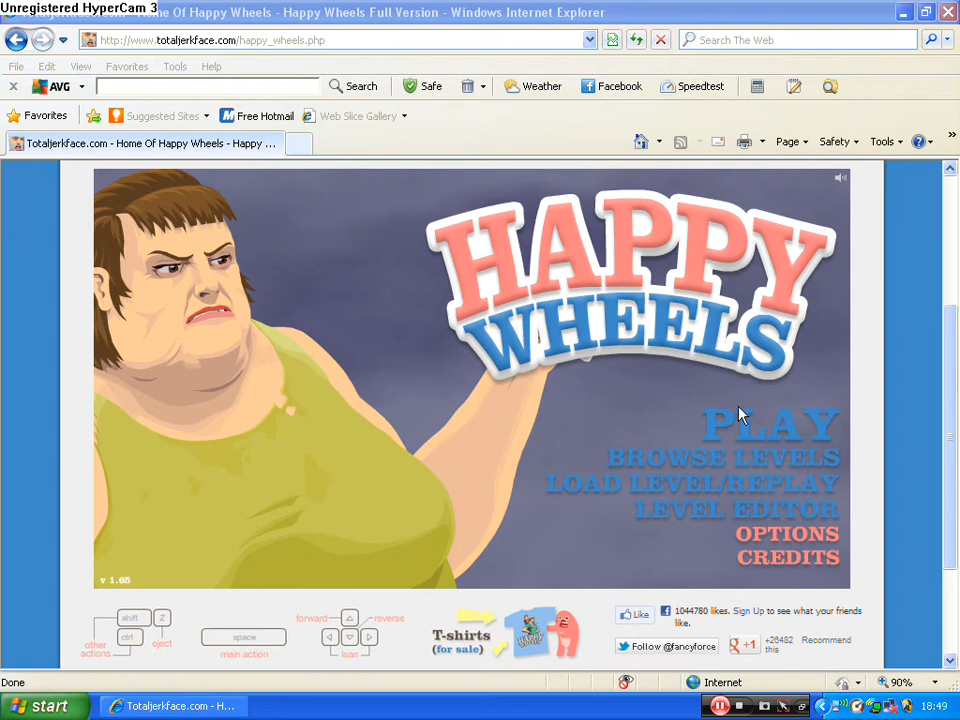 Unregistered HyperCam 3
Totaljerkface.com - Home Of Happy Wheels - Happy Wheels Full Version - Windows Internet Explorer
http://www.totaljerkface.com/happy_wheels.php
Search The Web
File Edit View Favorites Tools Help
AVG Search Safe Weather Facebook Speedtest
Favorites Suggested Sites Free Hotmail Web Slice Gallery
Totaljerkface.com - Home Of Happy Wheels - Happy ...
Page Safety Tools
HAPPY
WHEELS
PLAY
BROWSE LEVELS
LOAD LEVEL/REPLAY
LEVEL EDITOR
OPTIONS
CREDITS
v 1.65
shift Z
ctrl
other
actions
eject
space
main action
forward reverse
lean
T-shirts
(for sale)
Like 1044780 likes. Sign Up to see what your friends
like.
Follow @fancyforce
+1 +26482 Recommend
this
Done Internet 90%
start Totaljerkface.com - H... 18:49